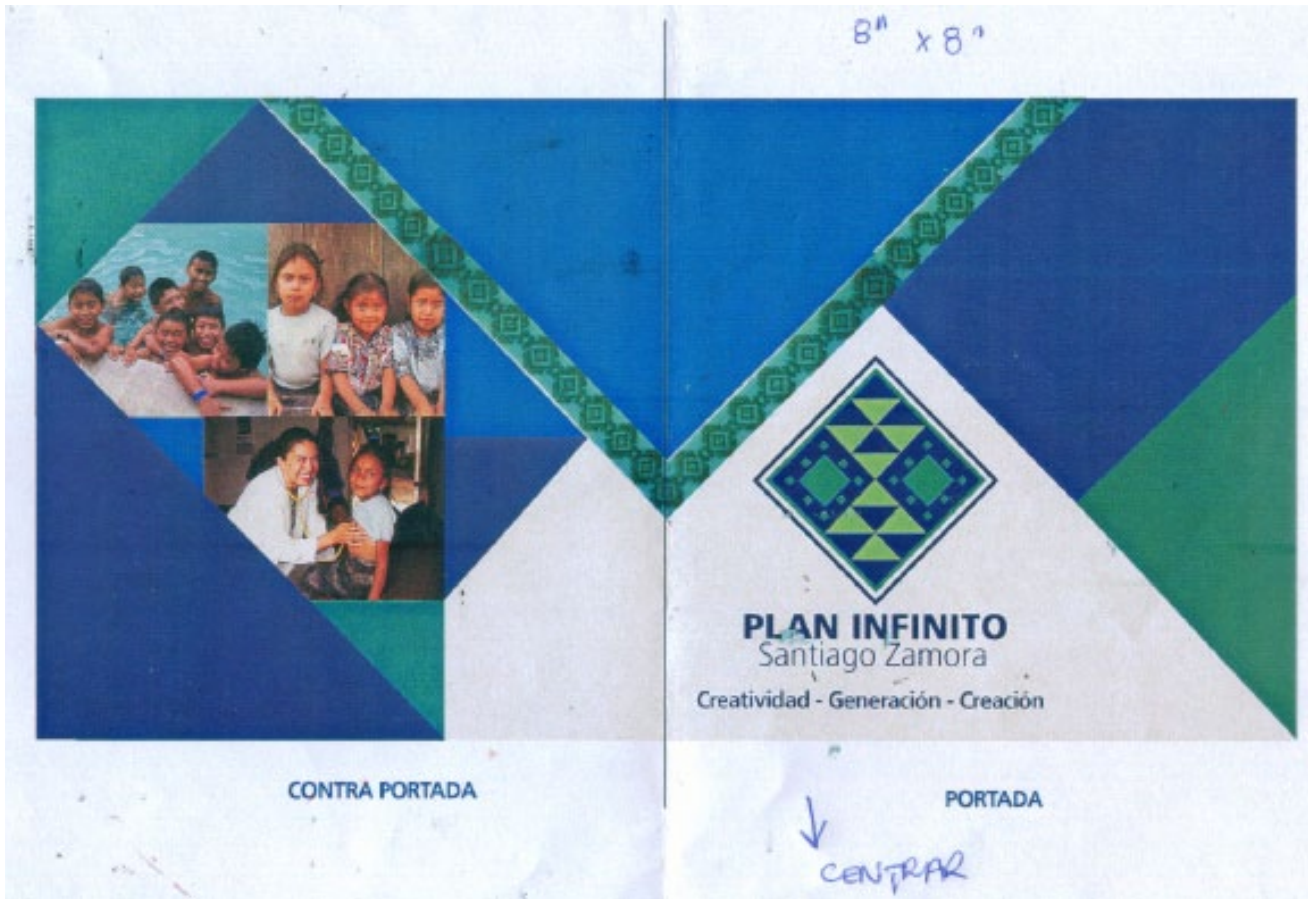 8" x 8"
PLAN INFINITO
Santiago Zamora
Creatividad - Generación - Creación
CONTRA PORTADA
PORTADA
CENTRAR